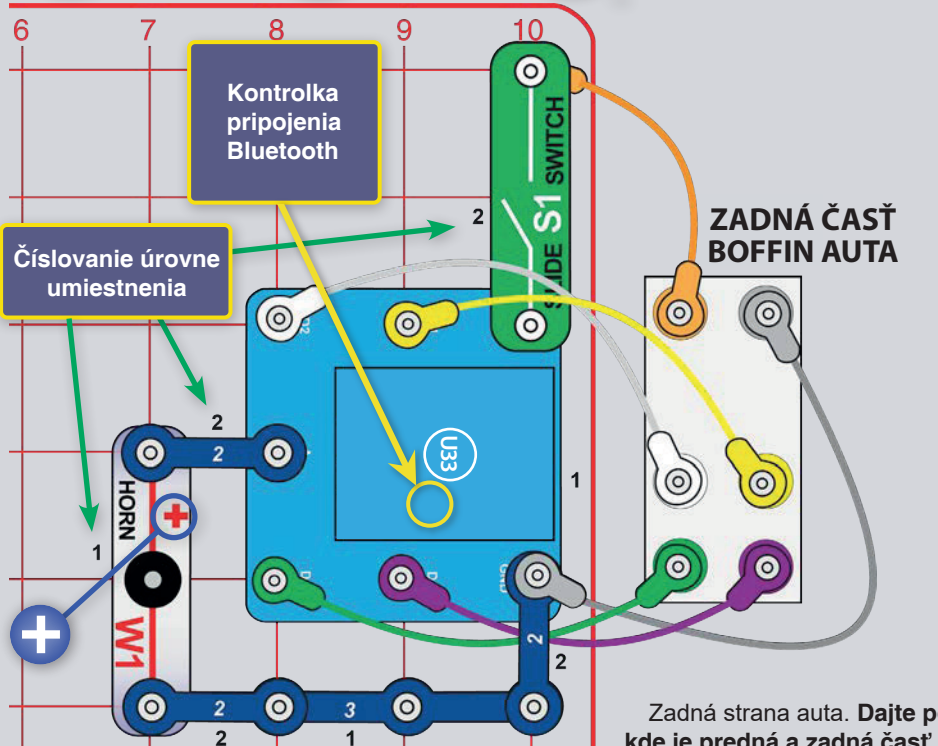 6 7 8 9 10
Kontrolka
pripojenia
Bluetooth
SLIDE S1 SWITCH
2
ZADNÁ ČASŤ
BOFFIN AUTA
Číslovanie úrovne
umiestnenia
2
2
1
HORN
+
W1
+
U33
1
GND
2
2
2
3
2
1
Zadná strana auta. Dajte
kde je predná a zadná časť